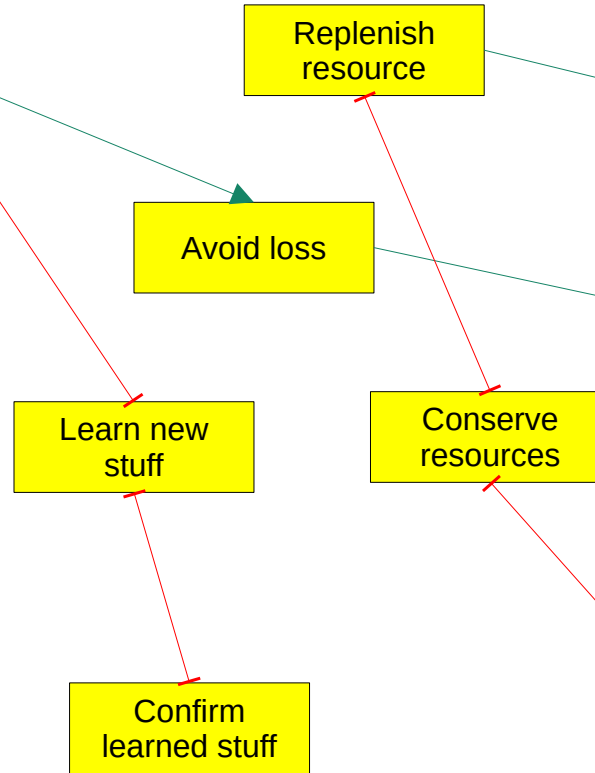 Replenish
resource
Avoid loss
Learn new
stuff
Conserve
resources
Confirm
learned stuff